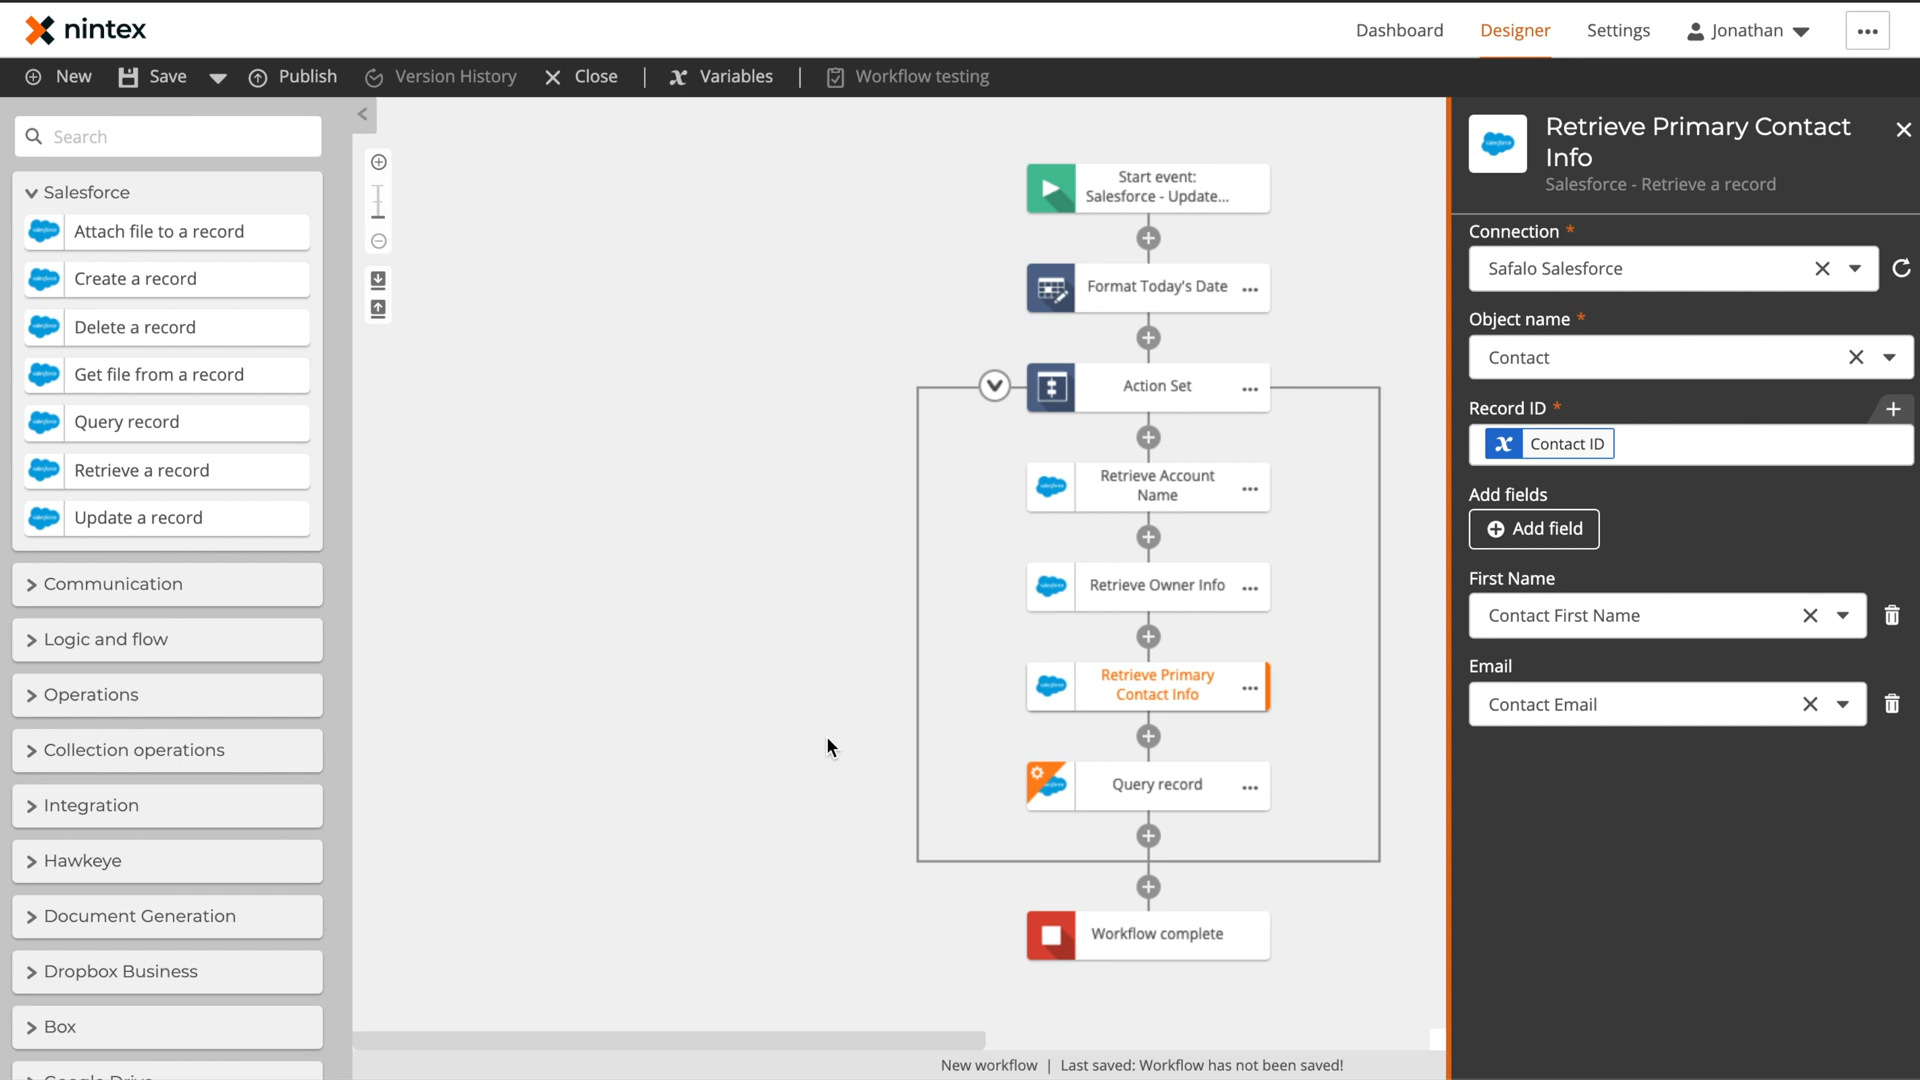 nintex
Dashboard
Designer
Settings
Jonathan
New
Save
Publish
Version History
Close
Variables
Workflow testing
Search
Salesforce
Attach file to a record
Create a record
Delete a record
Get file from a record
Query record
Retrieve a record
Update a record
Communication
Logic and flow
Operations
Collection operations
Integration
Hawkeye
Document Generation
Dropbox Business
Box
Google Drive
Start event:
Salesforce - Update...
Format Today's Date
Action Set
Retrieve Account
Name
Retrieve Owner Info
Retrieve Primary
Contact Info
Query record
Workflow complete
New workflow | Last saved: Workflow has not been saved!
Retrieve Primary Contact
Info
Salesforce - Retrieve a record
Connection *
Safalo Salesforce
Object name *
Contact
Record ID *
Contact ID
Add fields
Add field
First Name
Contact First Name
Email
Contact Email